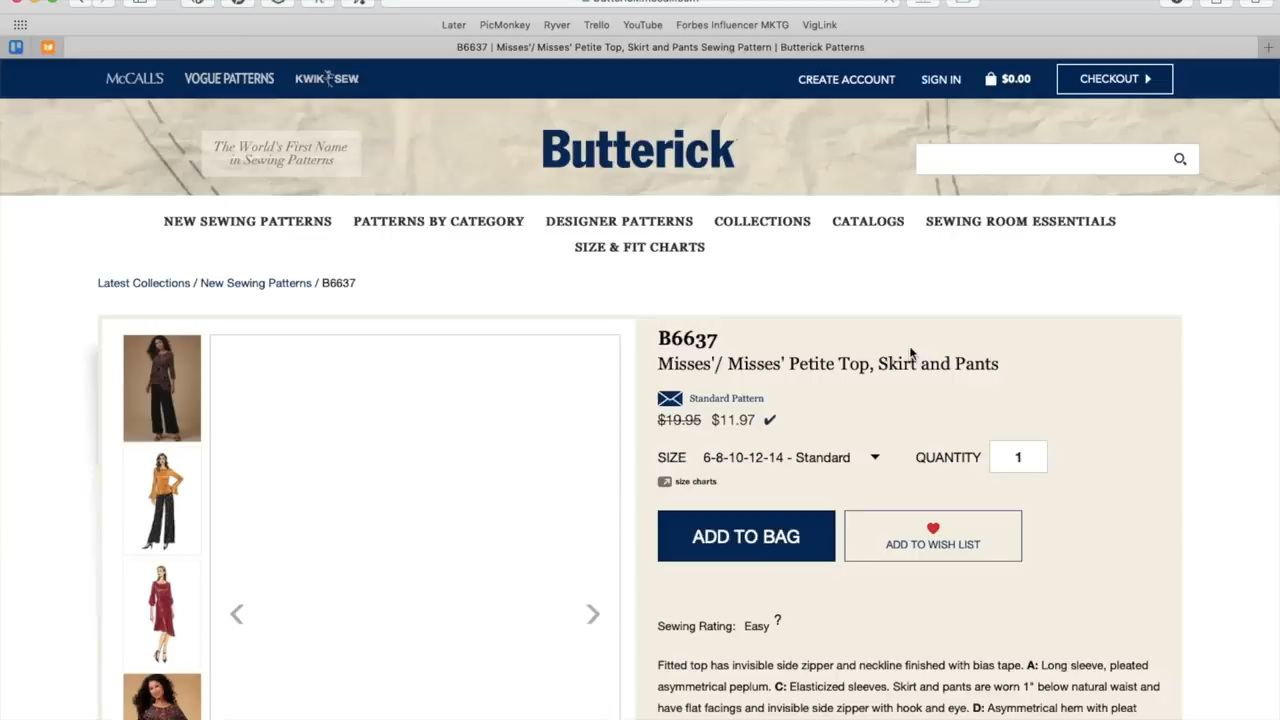 Later PicMonkey Ryver Trello YouTube Forbes Influencer MKTG VigLink
B6637 | Misses'/ Misses' Petite Top, Skirt and Pants Sewing Pattern | Butterick Patterns
McCALL'S VOGUE PATTERNS KWIK SEW CREATE ACCOUNT SIGN IN $0.00 CHECKOUT
The World's First Name
in Sewing Patterns
Butterick
NEW SEWING PATTERNS PATTERNS BY CATEGORY DESIGNER PATTERNS COLLECTIONS CATALOGS SEWING ROOM ESSENTIALS
SIZE & FIT CHARTS
Latest Collections / New Sewing Patterns / B6637
B6637
Misses'/ Misses' Petite Top, Skirt and Pants
Standard Pattern
$19.95 $11.97 ✔
SIZE 6-8-10-12-14 - Standard QUANTITY 1
size charts
ADD TO BAG
ADD TO WISH LIST
Sewing Rating: Easy ?
Fitted top has invisible side zipper and neckline finished with bias tape. A: Long sleeve, pleated
asymmetrical peplum. C: Elasticized sleeves. Skirt and pants are worn 1" below natural waist and
have flat facings and invisible side zipper with hook and eye. D: Asymmetrical hem with pleat